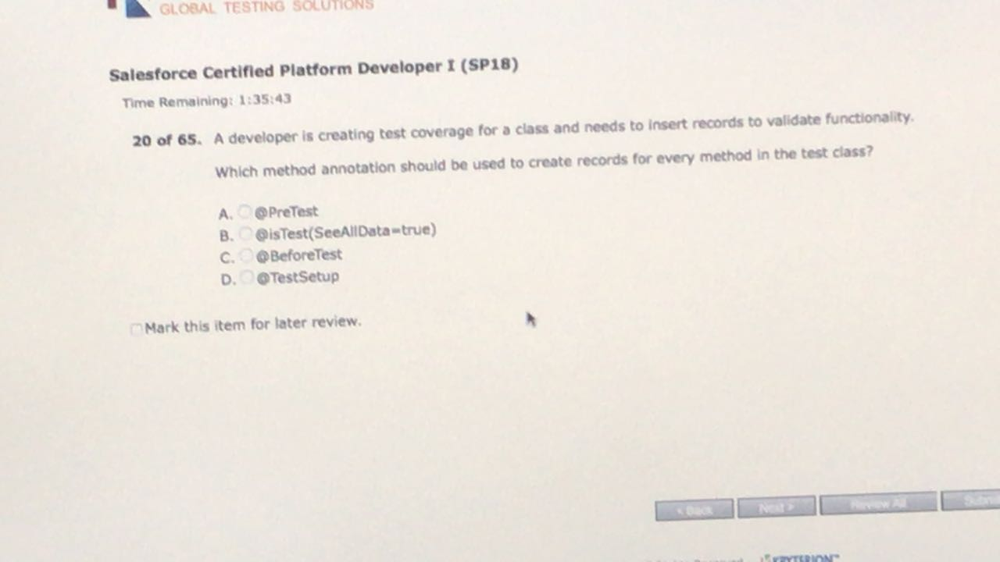 GLOBAL TESTING SOLUTIONS
Salesforce Certified Platform Developer I (SP18)
Time Remaining: 1:35:43
20 of 65. A developer is creating test coverage for a class and needs to insert records to validate functionality.
Which method annotation should be used to create records for every method in the test class?
A. @PreTest
B. @isTest(SeeAllData=true)
C. @BeforeTest
D. @TestSetup
Mark this item for later review.
< Back Next > Review All
KRYTERION™